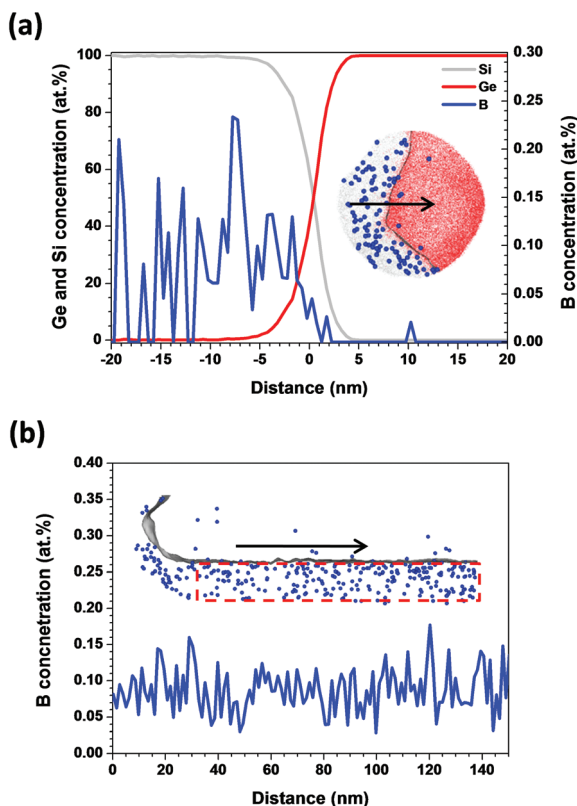 (a)
100
80
60
40
20
0
Ge and Si concentration (at.%)
Si
Ge
B
0.30
0.25
0.20
0.15
0.10
0.05
0.00
B concentration (at.%)
-20 -15 -10 -5 0 5 10 15 20
Distance (nm)
(b)
0.40
0.35
0.30
0.25
0.20
0.15
0.10
0.05
0.00
B concnetration (at.%)
0 20 40 60 80 100 120 140
Distance (nm)